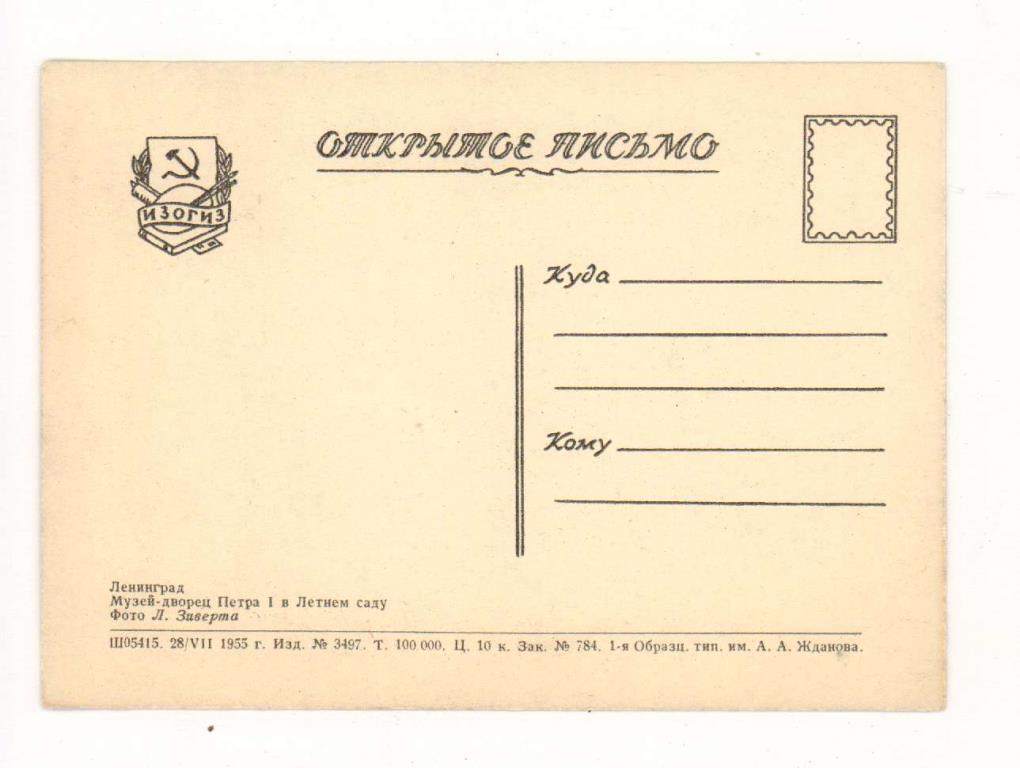 ОТКРЫТОЕ ПИСЬМО
ИЗОГИЗ
Куда
Кому
Ленинград
Музей-дворец Петра I в Летнем саду
Фото Л. Зиверта
Ш05415. 28/VII 1955 г. Изд. № 3497. Т. 100 000. Ц. 10 к. Зак. № 784. 1-я Образц. тип. им. А. А. Жданова.